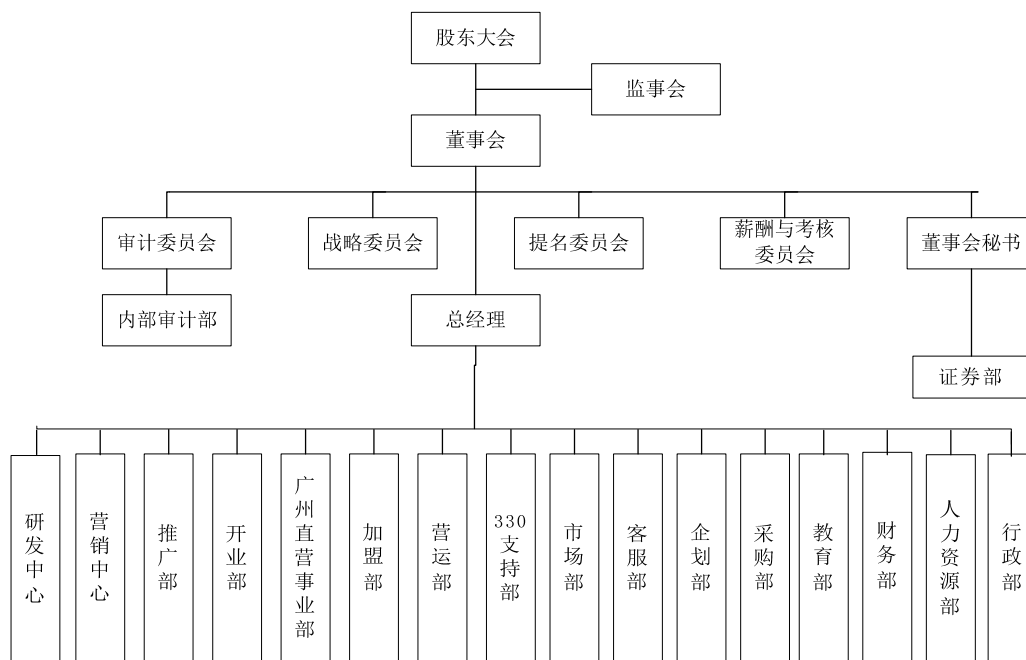 股东大会
监事会
董事会
审计委员会
战略委员会
提名委员会
薪酬与考核
委员会
董事会秘书
内部审计部
总经理
证券部
研发中心
营销中心
推广部
开业部
广州直营事业部
加盟部
营运部
330
支持部
市场部
客服部
企划部
采购部
教育部
财务部
人力资源部
行政部